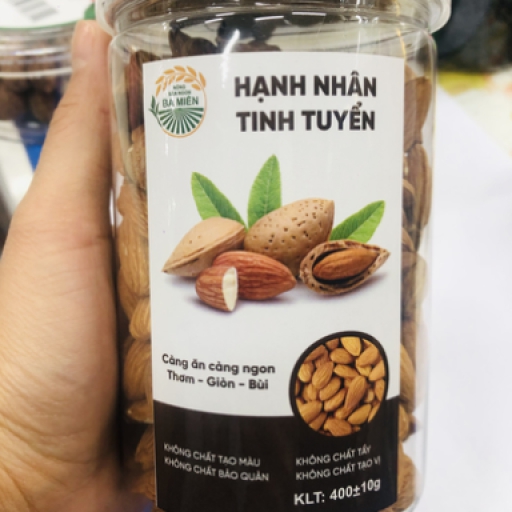 BA MIỀN
HẠNH NHÂN
TINH TUYỂN
Càng ăn càng ngon
Thơm - Giòn - Bùi
KHÔNG CHẤT TẠO MÀU
KHÔNG CHẤT BẢO QUẢN
KHÔNG CHẤT TẨY
KHÔNG CHẤT TẠO VỊ
KLT: 400±10g